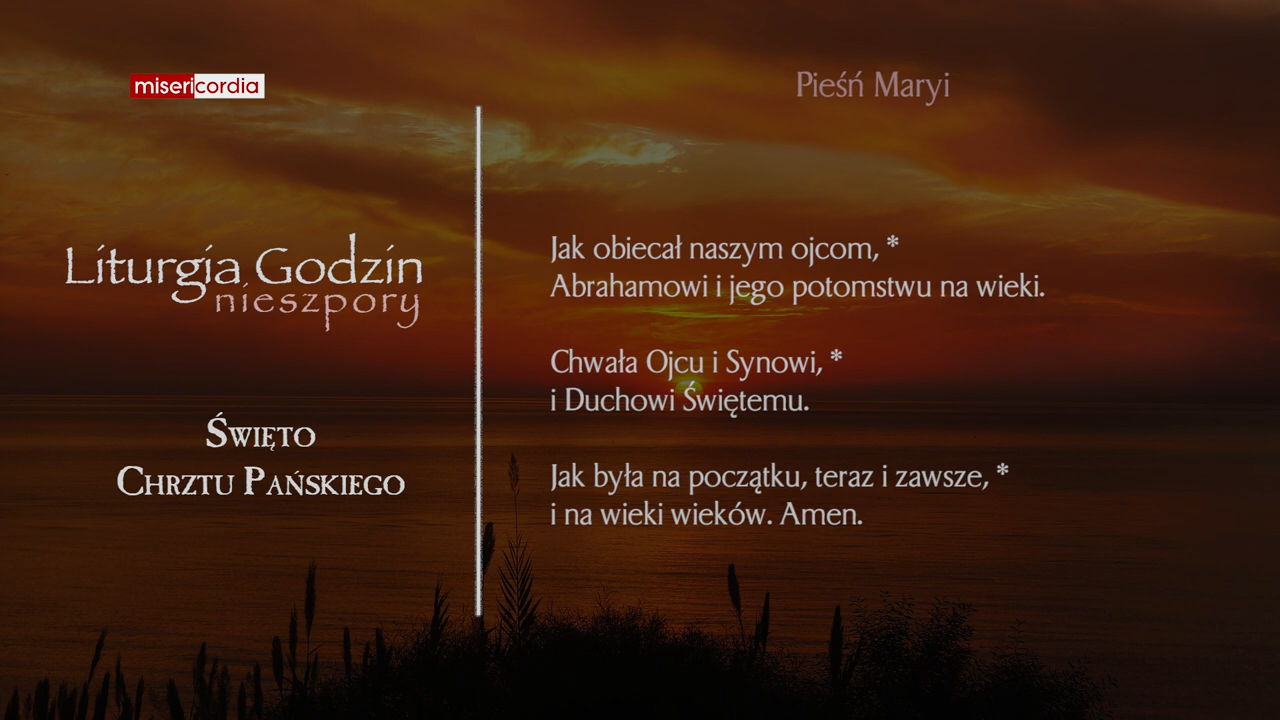 misericordia
Pieśń Maryi
Liturgia Godzin
nieszpory
Święto
Chrztu Pańskiego
Jak obiecał naszym ojcom, *
Abrahamowi i jego potomstwu na wieki.
Chwała Ojcu i Synowi, *
i Duchowi Świętemu.
Jak była na początku, teraz i zawsze, *
i na wieki wieków. Amen.